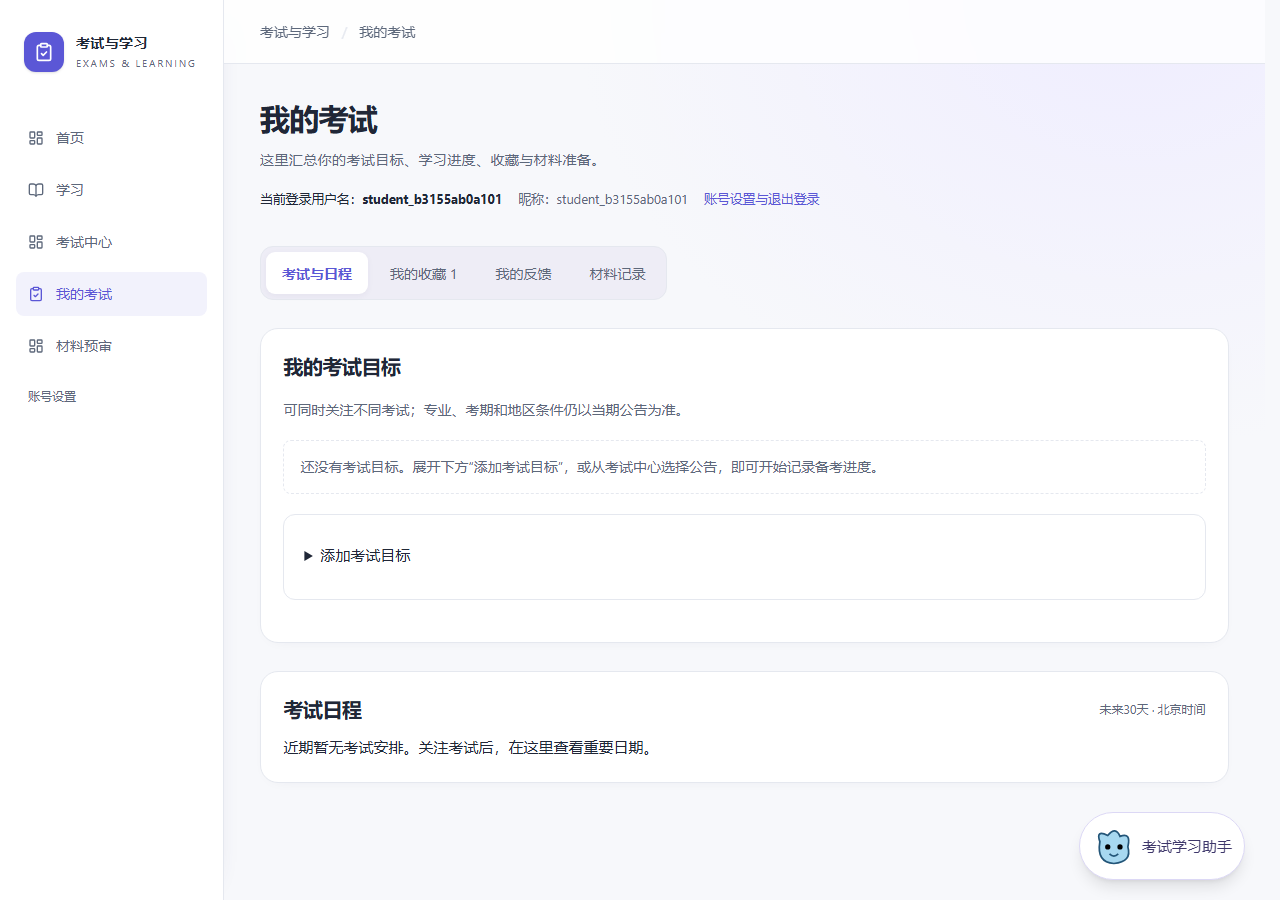 考试与学习
EXAMS & LEARNING
首页
学习
考试中心
我的考试
材料预审
账号设置
考试与学习 / 我的考试
我的考试
这里汇总你的考试目标、学习进度、收藏与材料准备。
当前登录用户名：student_b3155ab0a101 昵称：student_b3155ab0a101 账号设置与退出登录
考试与日程 我的收藏 1 我的反馈 材料记录
我的考试目标
可同时关注不同考试；专业、考期和地区条件仍以当期公告为准。
还没有考试目标。展开下方“添加考试目标”，或从考试中心选择公告，即可开始记录备考进度。
▶ 添加考试目标
考试日程 未来30天 · 北京时间
近期暂无考试安排。关注考试后，在这里查看重要日期。
考试学习助手